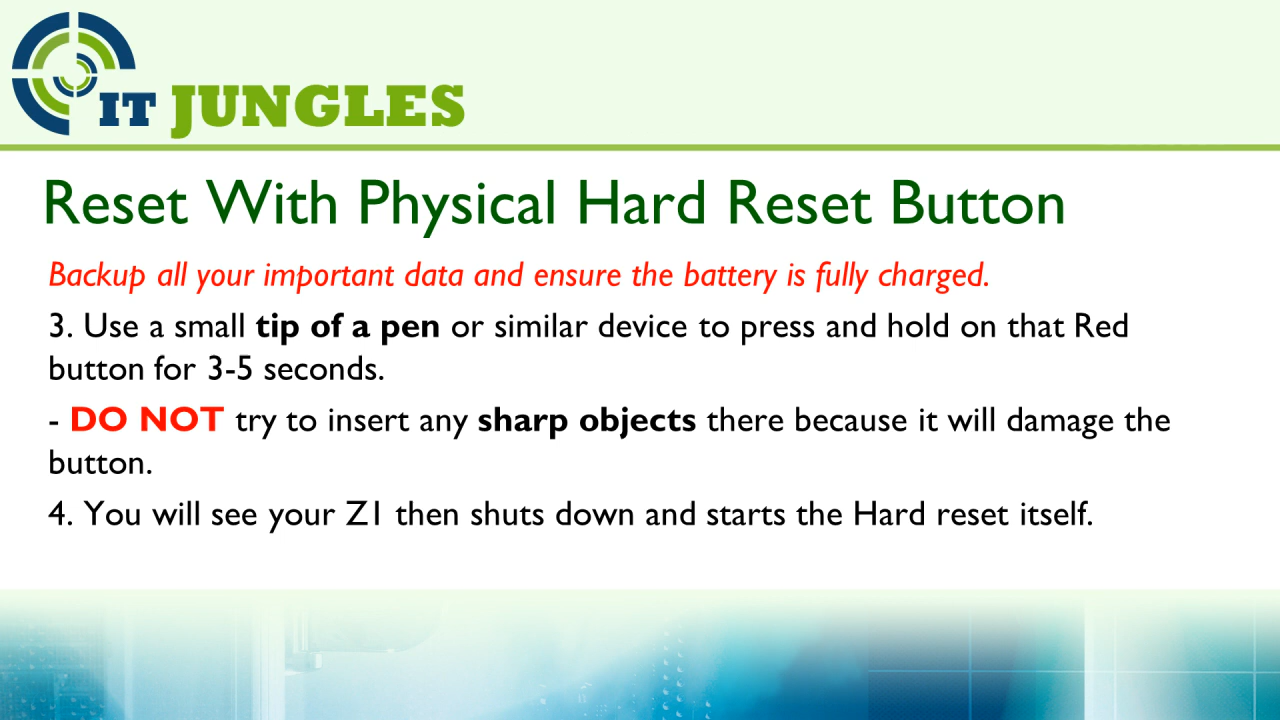 IT JUNGLES
Reset With Physical Hard Reset Button
Backup all your important data and ensure the battery is fully charged.
3. Use a small tip of a pen or similar device to press and hold on that Red
button for 3-5 seconds.
- DO NOT try to insert any sharp objects there because it will damage the
button.
4. You will see your Z1 then shuts down and starts the Hard reset itself.